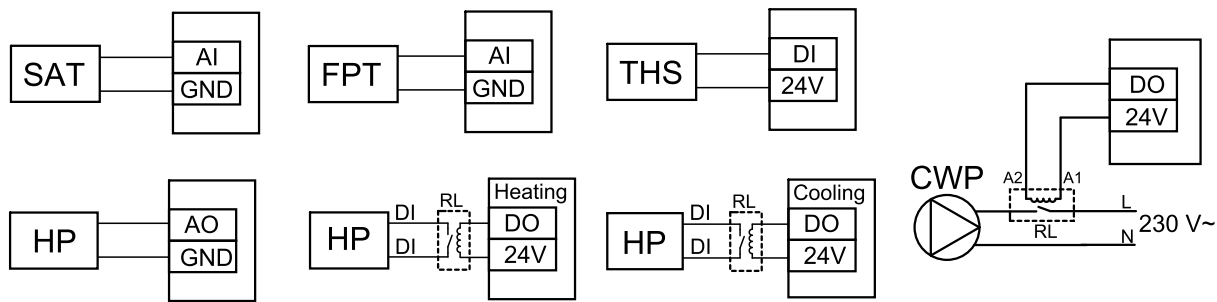 SAT
AI
GND
FPT
AI
GND
THS
DI
24V
DO
24V
CWP
A2
A1
RL
L
N
230 V~
HP
AO
GND
HP
DI
DI
RL
Heating
DO
24V
HP
DI
DI
RL
Cooling
DO
24V